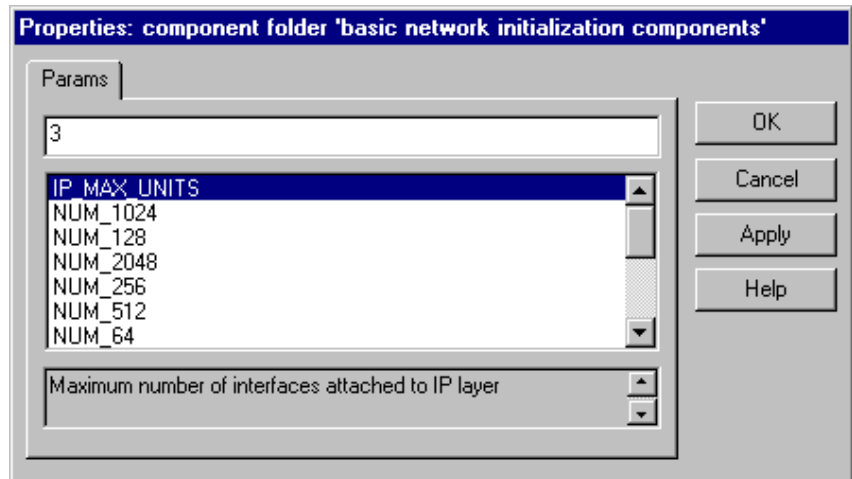 Properties: component folder 'basic network initialization components'
Params
3
OK
IP_MAX_UNITS
Cancel
NUM_1024
NUM_128
Apply
NUM_2048
NUM_256
Help
NUM_512
NUM_64
Maximum number of interfaces attached to IP layer